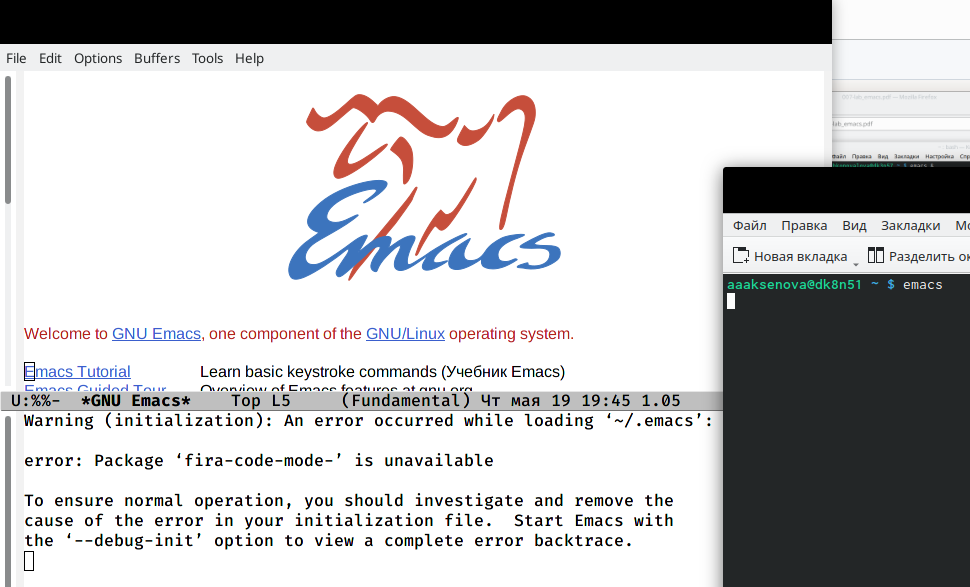 File Edit Options Buffers Tools Help
Emacs
Welcome to GNU Emacs, one component of the GNU/Linux operating system.
Emacs Tutorial Learn basic keystroke commands (Учебник Emacs)
Emacs Guided Tour Overview of Emacs features at gnu.org
U:%%- *GNU Emacs* Top L5 (Fundamental) Чт мая 19 19:45 1.05
Warning (initialization): An error occurred while loading ‘~/.emacs’:
error: Package ‘fira-code-mode-’ is unavailable
To ensure normal operation, you should investigate and remove the
cause of the error in your initialization file. Start Emacs with
the ‘--debug-init’ option to view a complete error backtrace.
lab_emacs.pdf
Файл Правка Вид Закладки Настройка
Файл Правка Вид Закладки
Новая вкладка Разделить
aaaksenova@dk8n51 ~ $ emacs